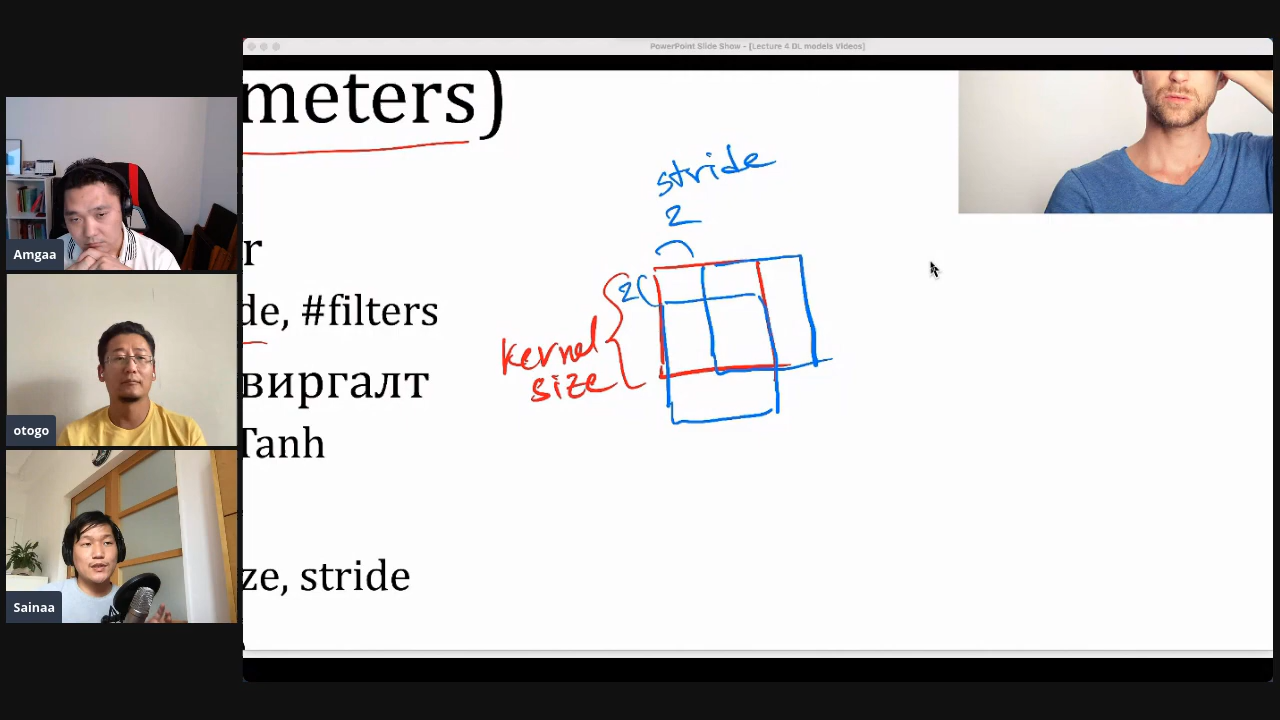 PowerPoint Slide Show - [Lecture 4 DL models Videos]
meters)
stride
2
r
2
de, #filters
kernel
size
виргалт
Tanh
ze, stride
Amgaa
otogo
Sainaa